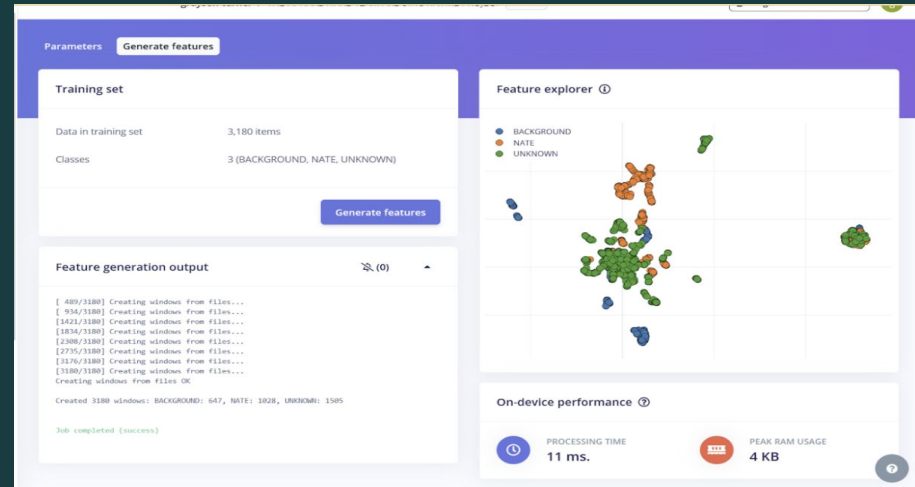 Parameters
Generate features
Training set
Data in training set 3,180 items
Classes 3 (BACKGROUND, NATE, UNKNOWN)
Generate features
Feature generation output (0)
[ 489/3180] Creating windows from files...
[ 934/3180] Creating windows from files...
[1421/3180] Creating windows from files...
[1834/3180] Creating windows from files...
[2308/3180] Creating windows from files...
[2735/3180] Creating windows from files...
[3176/3180] Creating windows from files...
[3180/3180] Creating windows from files...
Creating windows from files OK
Created 3180 windows: BACKGROUND: 647, NATE: 1028, UNKNOWN: 1505
Job completed (success)
Feature explorer
BACKGROUND
NATE
UNKNOWN
On-device performance
PROCESSING TIME
11 ms.
PEAK RAM USAGE
4 KB